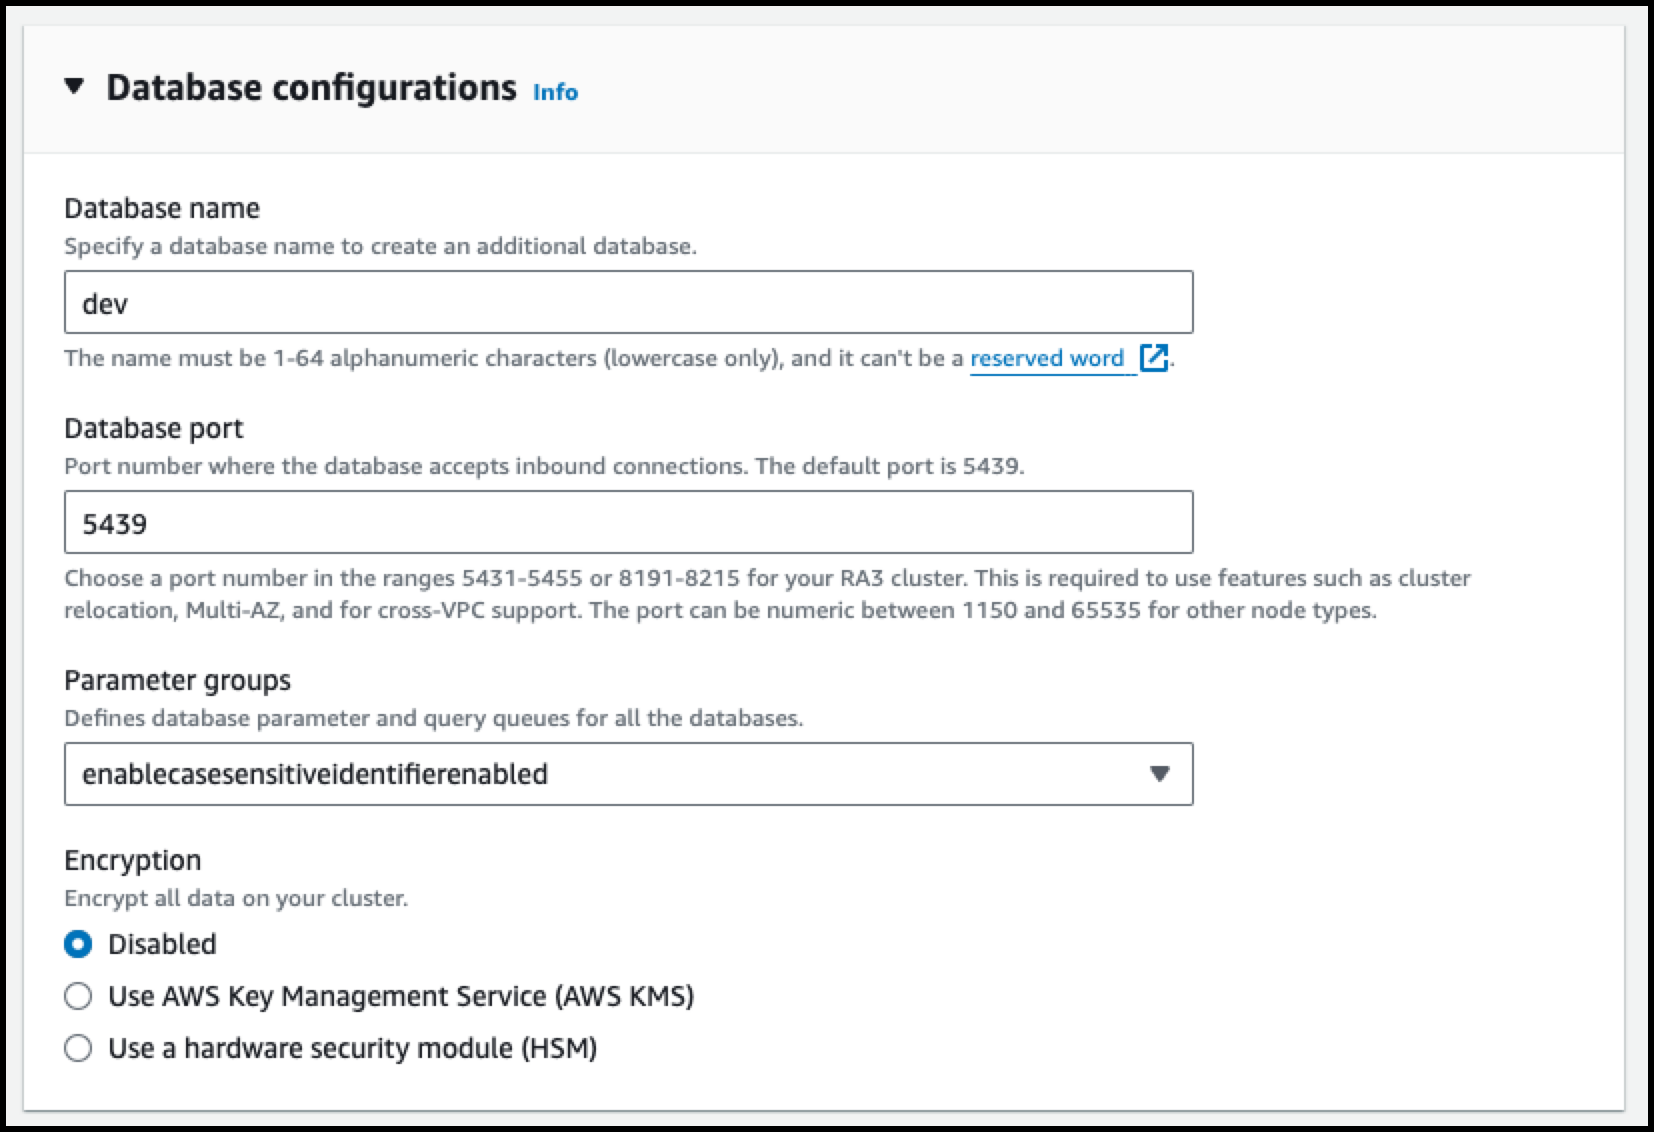 Database configurations Info
Database name
Specify a database name to create an additional database.
dev
The name must be 1-64 alphanumeric characters (lowercase only), and it can't be a reserved word.
Database port
Port number where the database accepts inbound connections. The default port is 5439.
5439
Choose a port number in the ranges 5431-5455 or 8191-8215 for your RA3 cluster. This is required to use features such as cluster
relocation, Multi-AZ, and for cross-VPC support. The port can be numeric between 1150 and 65535 for other node types.
Parameter groups
Defines database parameter and query queues for all the databases.
enablecasesensitiveidentifierenabled
Encryption
Encrypt all data on your cluster.
Disabled
Use AWS Key Management Service (AWS KMS)
Use a hardware security module (HSM)